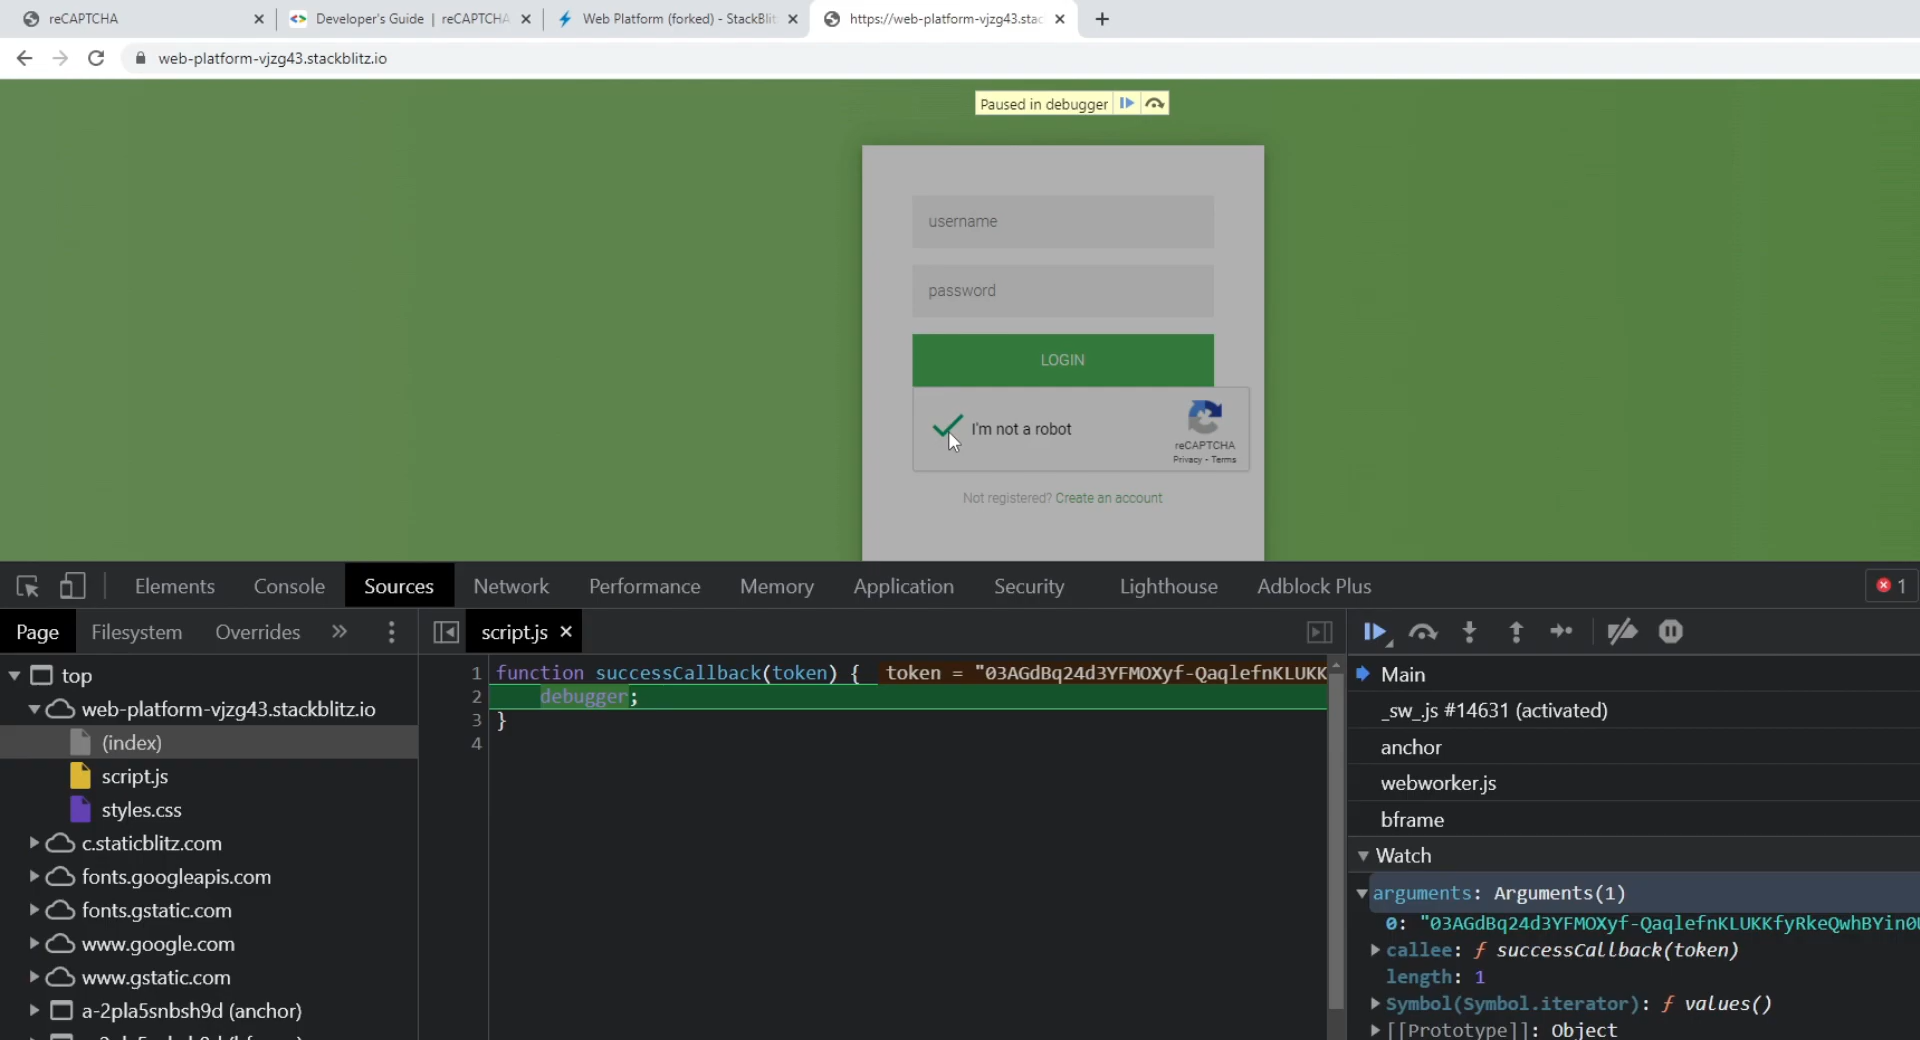 reCAPTCHA
Developer's Guide | reCAPTCHA
Web Platform (forked) - StackBlit
https://web-platform-vjzg43.stac
web-platform-vjzg43.stackblitz.io
Paused in debugger
username
password
LOGIN
I'm not a robot
reCAPTCHA
Privacy - Terms
Not registered? Create an account
Elements Console Sources Network Performance Memory Application Security Lighthouse Adblock Plus 1
Page Filesystem Overrides »
script.js
top
web-platform-vjzg43.stackblitz.io
(index)
script.js
styles.css
c.staticblitz.com
fonts.googleapis.com
fonts.gstatic.com
www.google.com
www.gstatic.com
a-2pla5snbsh9d (anchor)
1 function successCallback(token) { token = "03AGdBq24d3YFMOXyf-QaqlefnKLUKK
2 debugger;
3 }
4
Main
_sw_.js #14631 (activated)
anchor
webworker.js
bframe
Watch
arguments: Arguments(1)
0: "03AGdBq24d3YFMOXyf-QaqlefnKLUKKfyRkeQwhBYin0U
callee: ƒ successCallback(token)
length: 1
Symbol(Symbol.iterator): ƒ values()
[[Prototype]]: Object